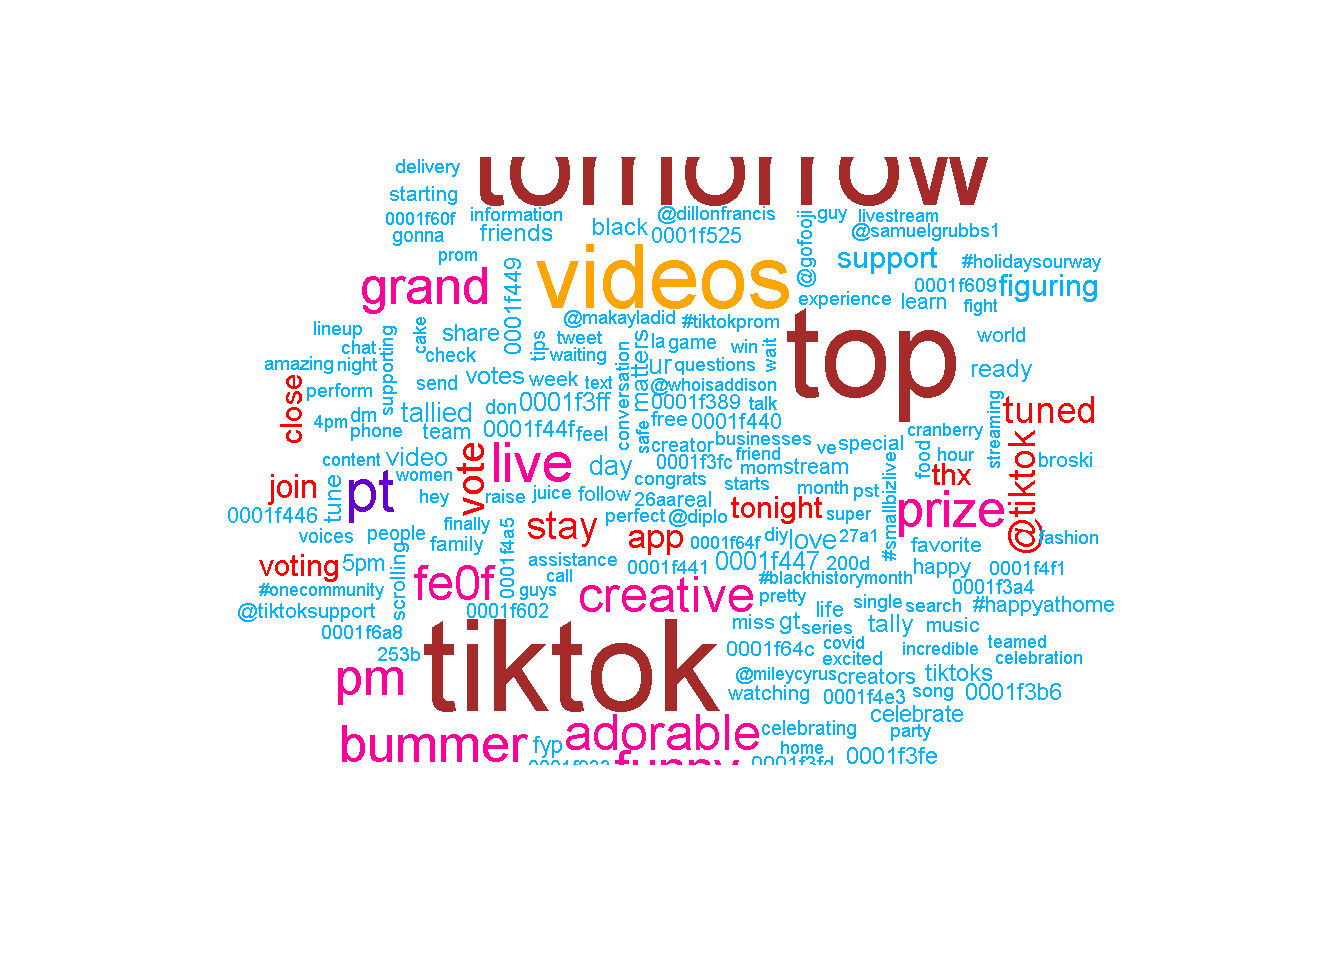 tomorrow
delivery
starting
0001f60f
information
gonna
friends
black
@dillonfrancis
0001f525
@gofooji
guy
livestream
@samuelgrubbs1
prom
grand
0001f449
videos
support
#holidaysourway
0001f609
figuring
experience
learn
fight
@makayladid
#tiktokprom
top
lineup
supporting
cake
share
tips
tweet
la
game
win
wait
world
chat
amazing
night
check
waiting
conversation
matters
ur
questions
ready
close
perform
send
votes
week
text
@whoisaddison
4pm
dm
tallied
don
0001f3ff
0001f389
talk
streaming
tuned
phone
team
0001f44f
feel
safe
free
0001f440
cranberry
content
video
vote
live
creator
businesses
ve
special
food
hour
@tiktok
broski
women
day
0001f3fc
friend
mom
stream
#smallbizlive
thx
join
tune
pt
hey
raise
juice
follow
congrats
26aa
real
starts
month
pst
prize
0001f446
voices
people
finally
stay
perfect
@diplo
tonight
super
family
0001f4a5
app
0001f64f
diy
love
27a1
favorite
fashion
voting
5pm
scrolling
assistance
0001f441
0001f447
200d
happy
0001f4f1
#onecommunity
fe0f
call
guys
creative
#blackhistorymonth
pretty
0001f3a4
@tiktoksupport
0001f602
life
single
search
#happyathome
0001f6a8
miss
gt
series
tally
music
253b
tiktok
0001f64c
covid
excited
incredible
teamed
celebration
pm
@mileycyrus
creators
tiktoks
watching
0001f4e3
song
0001f3b6
bummer
fyp
adorable
celebrating
celebrate
party
home
funny
0001f3fd
0001f3fe